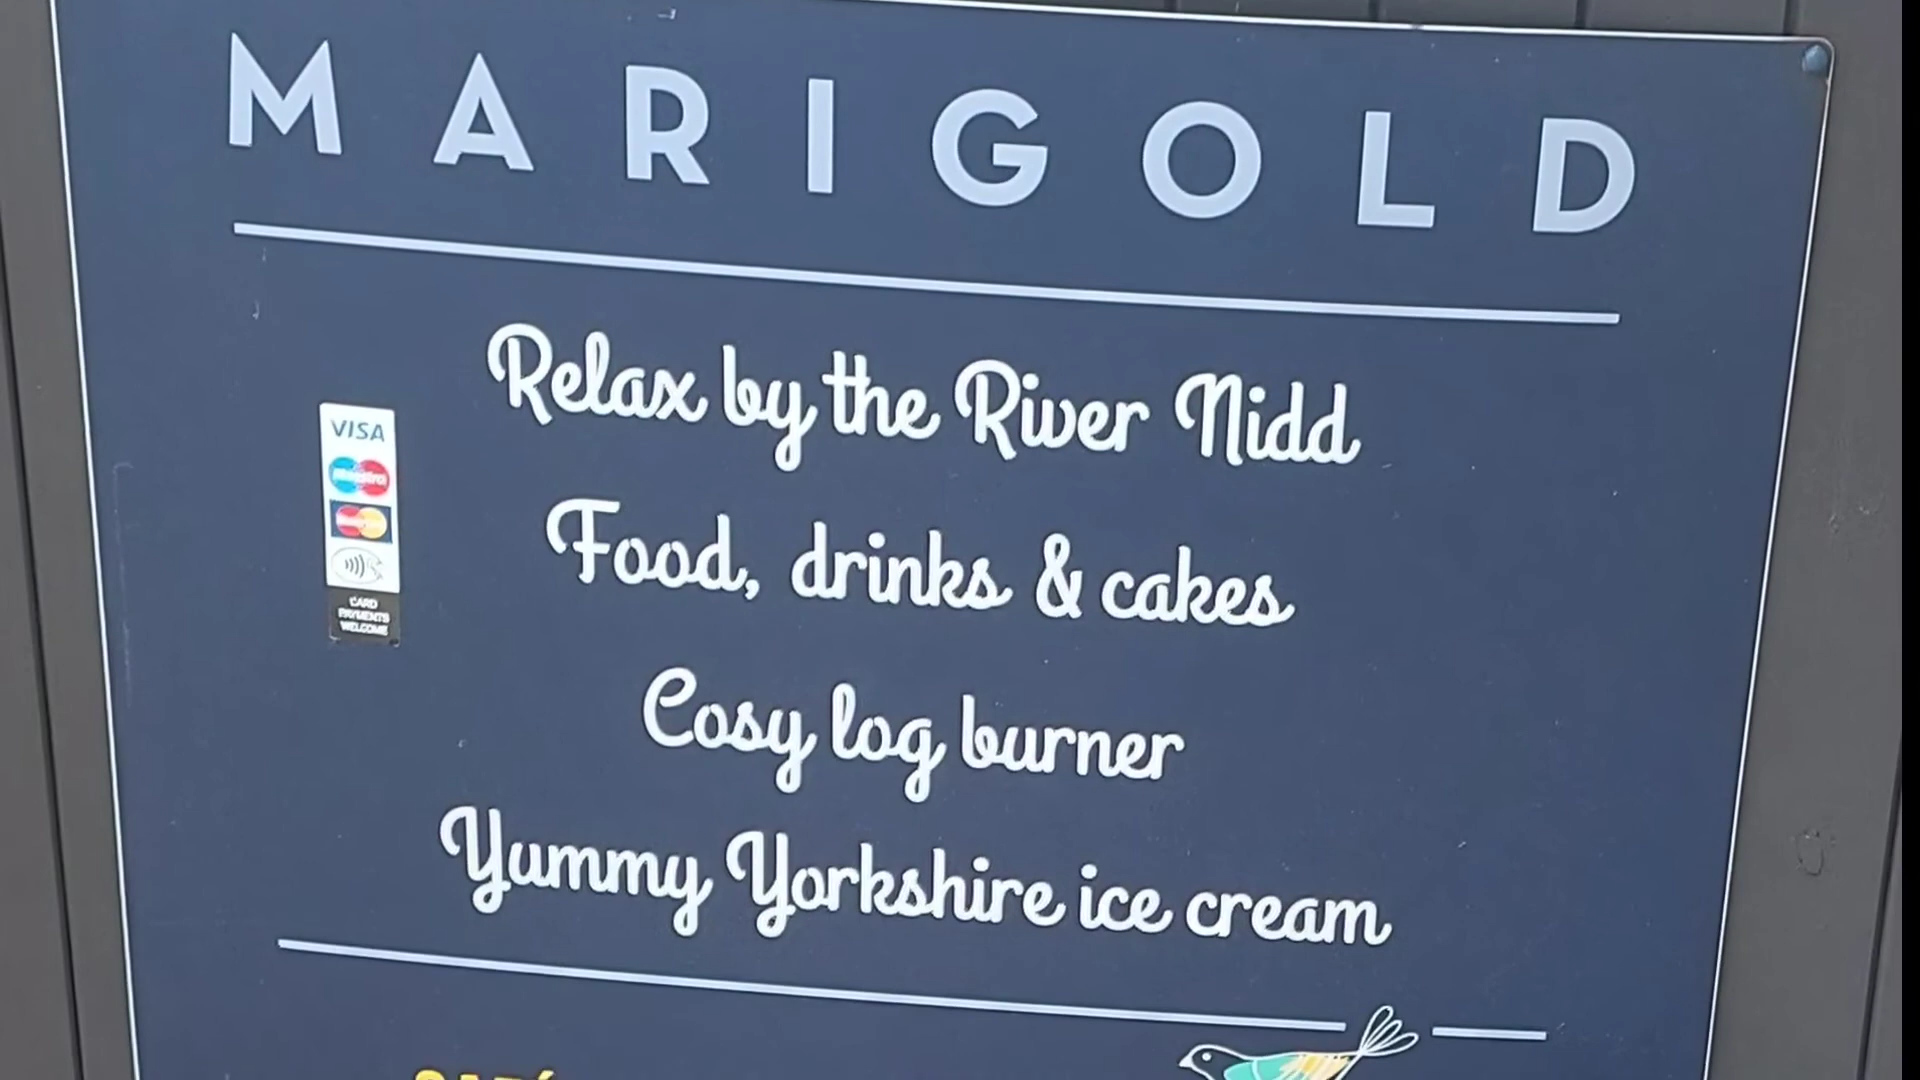 MARIGOLD
Relax by the River Nidd
VISA
Maestro
Food, drinks & cakes
CARD
PAYMENTS
WELCOME
Cosy log burner
Yummy Yorkshire ice cream